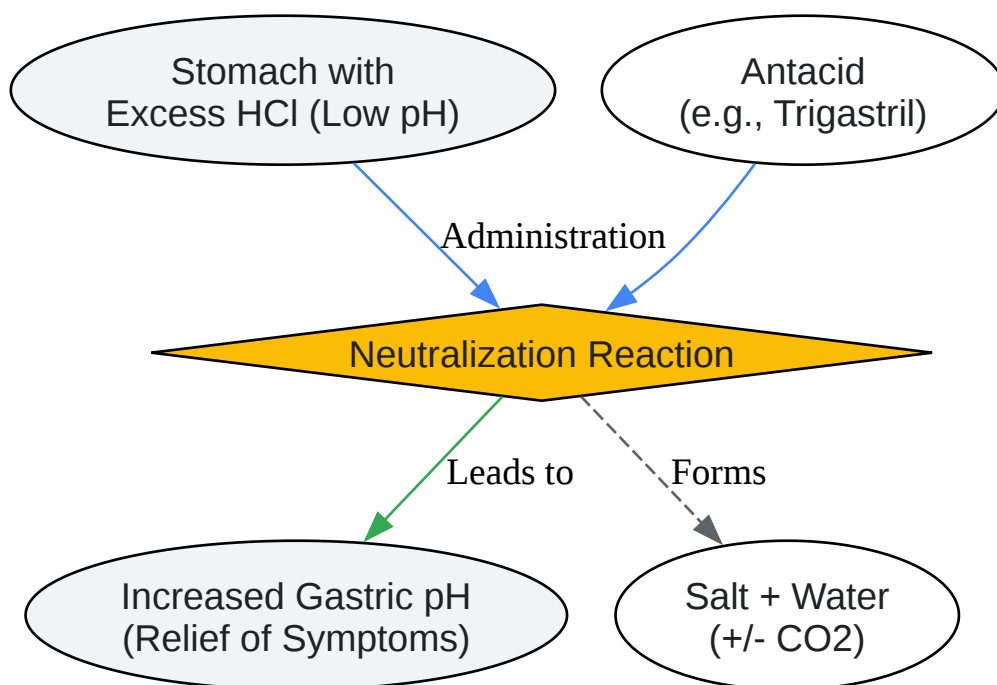 Stomach with
Excess HCl (Low pH)
Antacid
(e.g., Trigastril)
Administration
Neutralization Reaction
Leads to
Forms
Increased Gastric pH
(Relief of Symptoms)
Salt + Water
(+/- CO2)